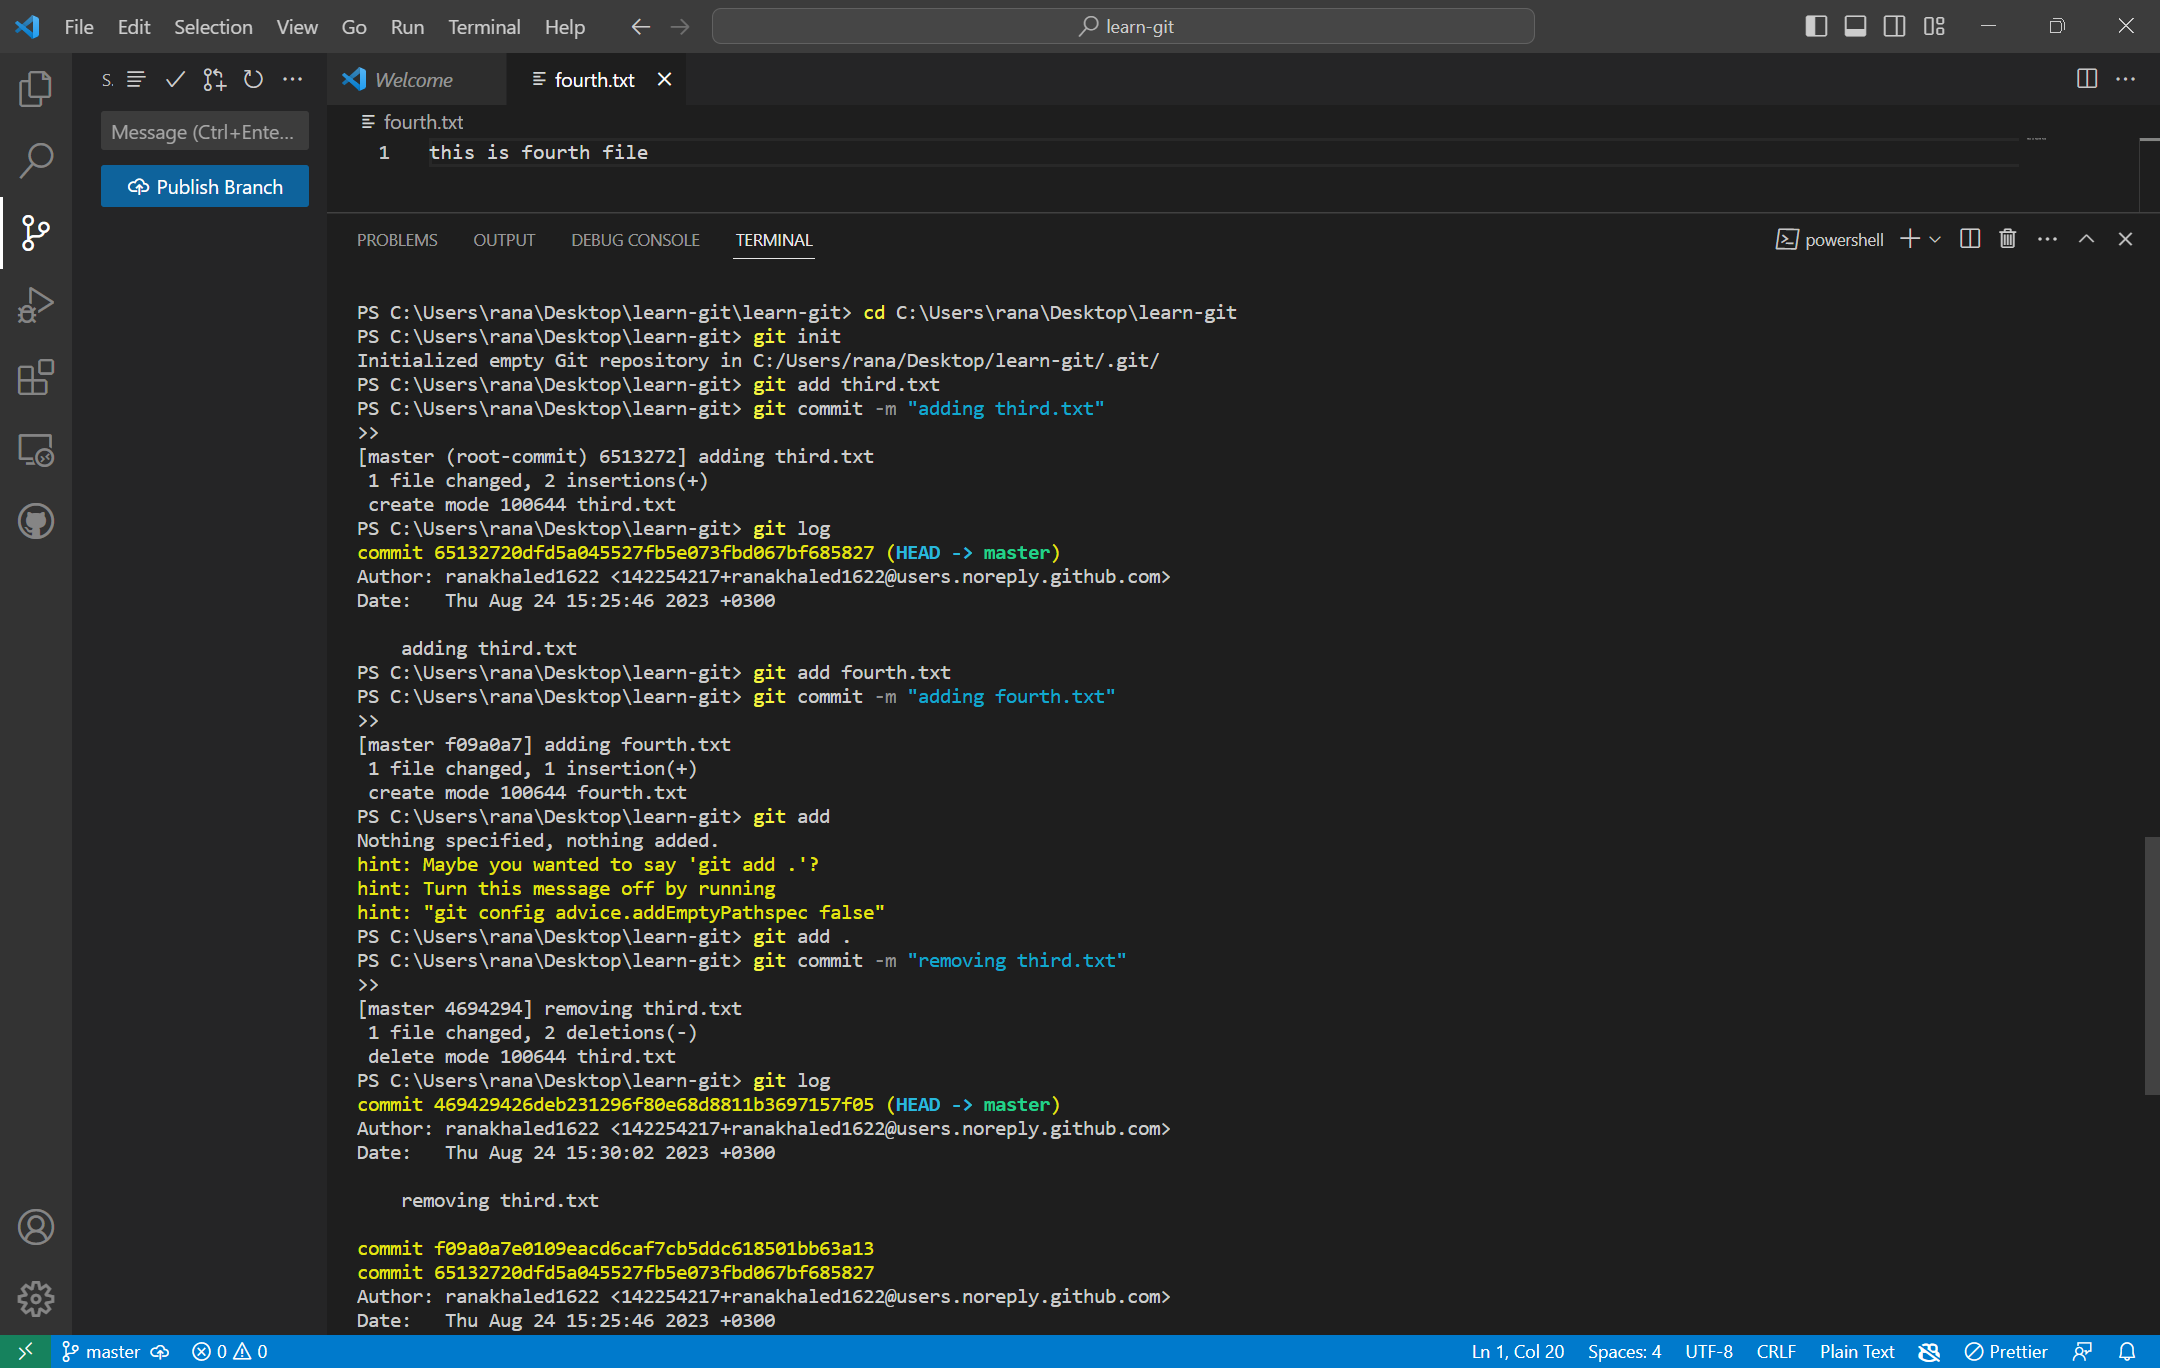 File Edit Selection View Go Run Terminal Help learn-git
S. Welcome fourth.txt
Message (Ctrl+Ente...
Publish Branch
fourth.txt
1 this is fourth file
PROBLEMS OUTPUT DEBUG CONSOLE TERMINAL powershell
PS C:\Users\rana\Desktop\learn-git\learn-git> cd C:\Users\rana\Desktop\learn-git
PS C:\Users\rana\Desktop\learn-git> git init
Initialized empty Git repository in C:/Users/rana/Desktop/learn-git/.git/
PS C:\Users\rana\Desktop\learn-git> git add third.txt
PS C:\Users\rana\Desktop\learn-git> git commit -m "adding third.txt"
>>
[master (root-commit) 6513272] adding third.txt
 1 file changed, 2 insertions(+)
 create mode 100644 third.txt
PS C:\Users\rana\Desktop\learn-git> git log
commit 65132720dfd5a045527fb5e073fbd067bf685827 (HEAD -> master)
Author: ranakhaled1622 <142254217+ranakhaled1622@users.noreply.github.com>
Date:   Thu Aug 24 15:25:46 2023 +0300
    adding third.txt
PS C:\Users\rana\Desktop\learn-git> git add fourth.txt
PS C:\Users\rana\Desktop\learn-git> git commit -m "adding fourth.txt"
>>
[master f09a0a7] adding fourth.txt
 1 file changed, 1 insertion(+)
 create mode 100644 fourth.txt
PS C:\Users\rana\Desktop\learn-git> git add
Nothing specified, nothing added.
hint: Maybe you wanted to say 'git add .'?
hint: Turn this message off by running
hint: "git config advice.addEmptyPathspec false"
PS C:\Users\rana\Desktop\learn-git> git add .
PS C:\Users\rana\Desktop\learn-git> git commit -m "removing third.txt"
>>
[master 4694294] removing third.txt
 1 file changed, 2 deletions(-)
 delete mode 100644 third.txt
PS C:\Users\rana\Desktop\learn-git> git log
commit 469429426deb231296f80e68d8811b3697157f05 (HEAD -> master)
Author: ranakhaled1622 <142254217+ranakhaled1622@users.noreply.github.com>
Date:   Thu Aug 24 15:30:02 2023 +0300
    removing third.txt
commit f09a0a7e0109eacd6caf7cb5ddc618501bb63a13
commit 65132720dfd5a045527fb5e073fbd067bf685827
Author: ranakhaled1622 <142254217+ranakhaled1622@users.noreply.github.com>
Date:   Thu Aug 24 15:25:46 2023 +0300
master 0 0 Ln 1, Col 20 Spaces: 4 UTF-8 CRLF Plain Text Prettier